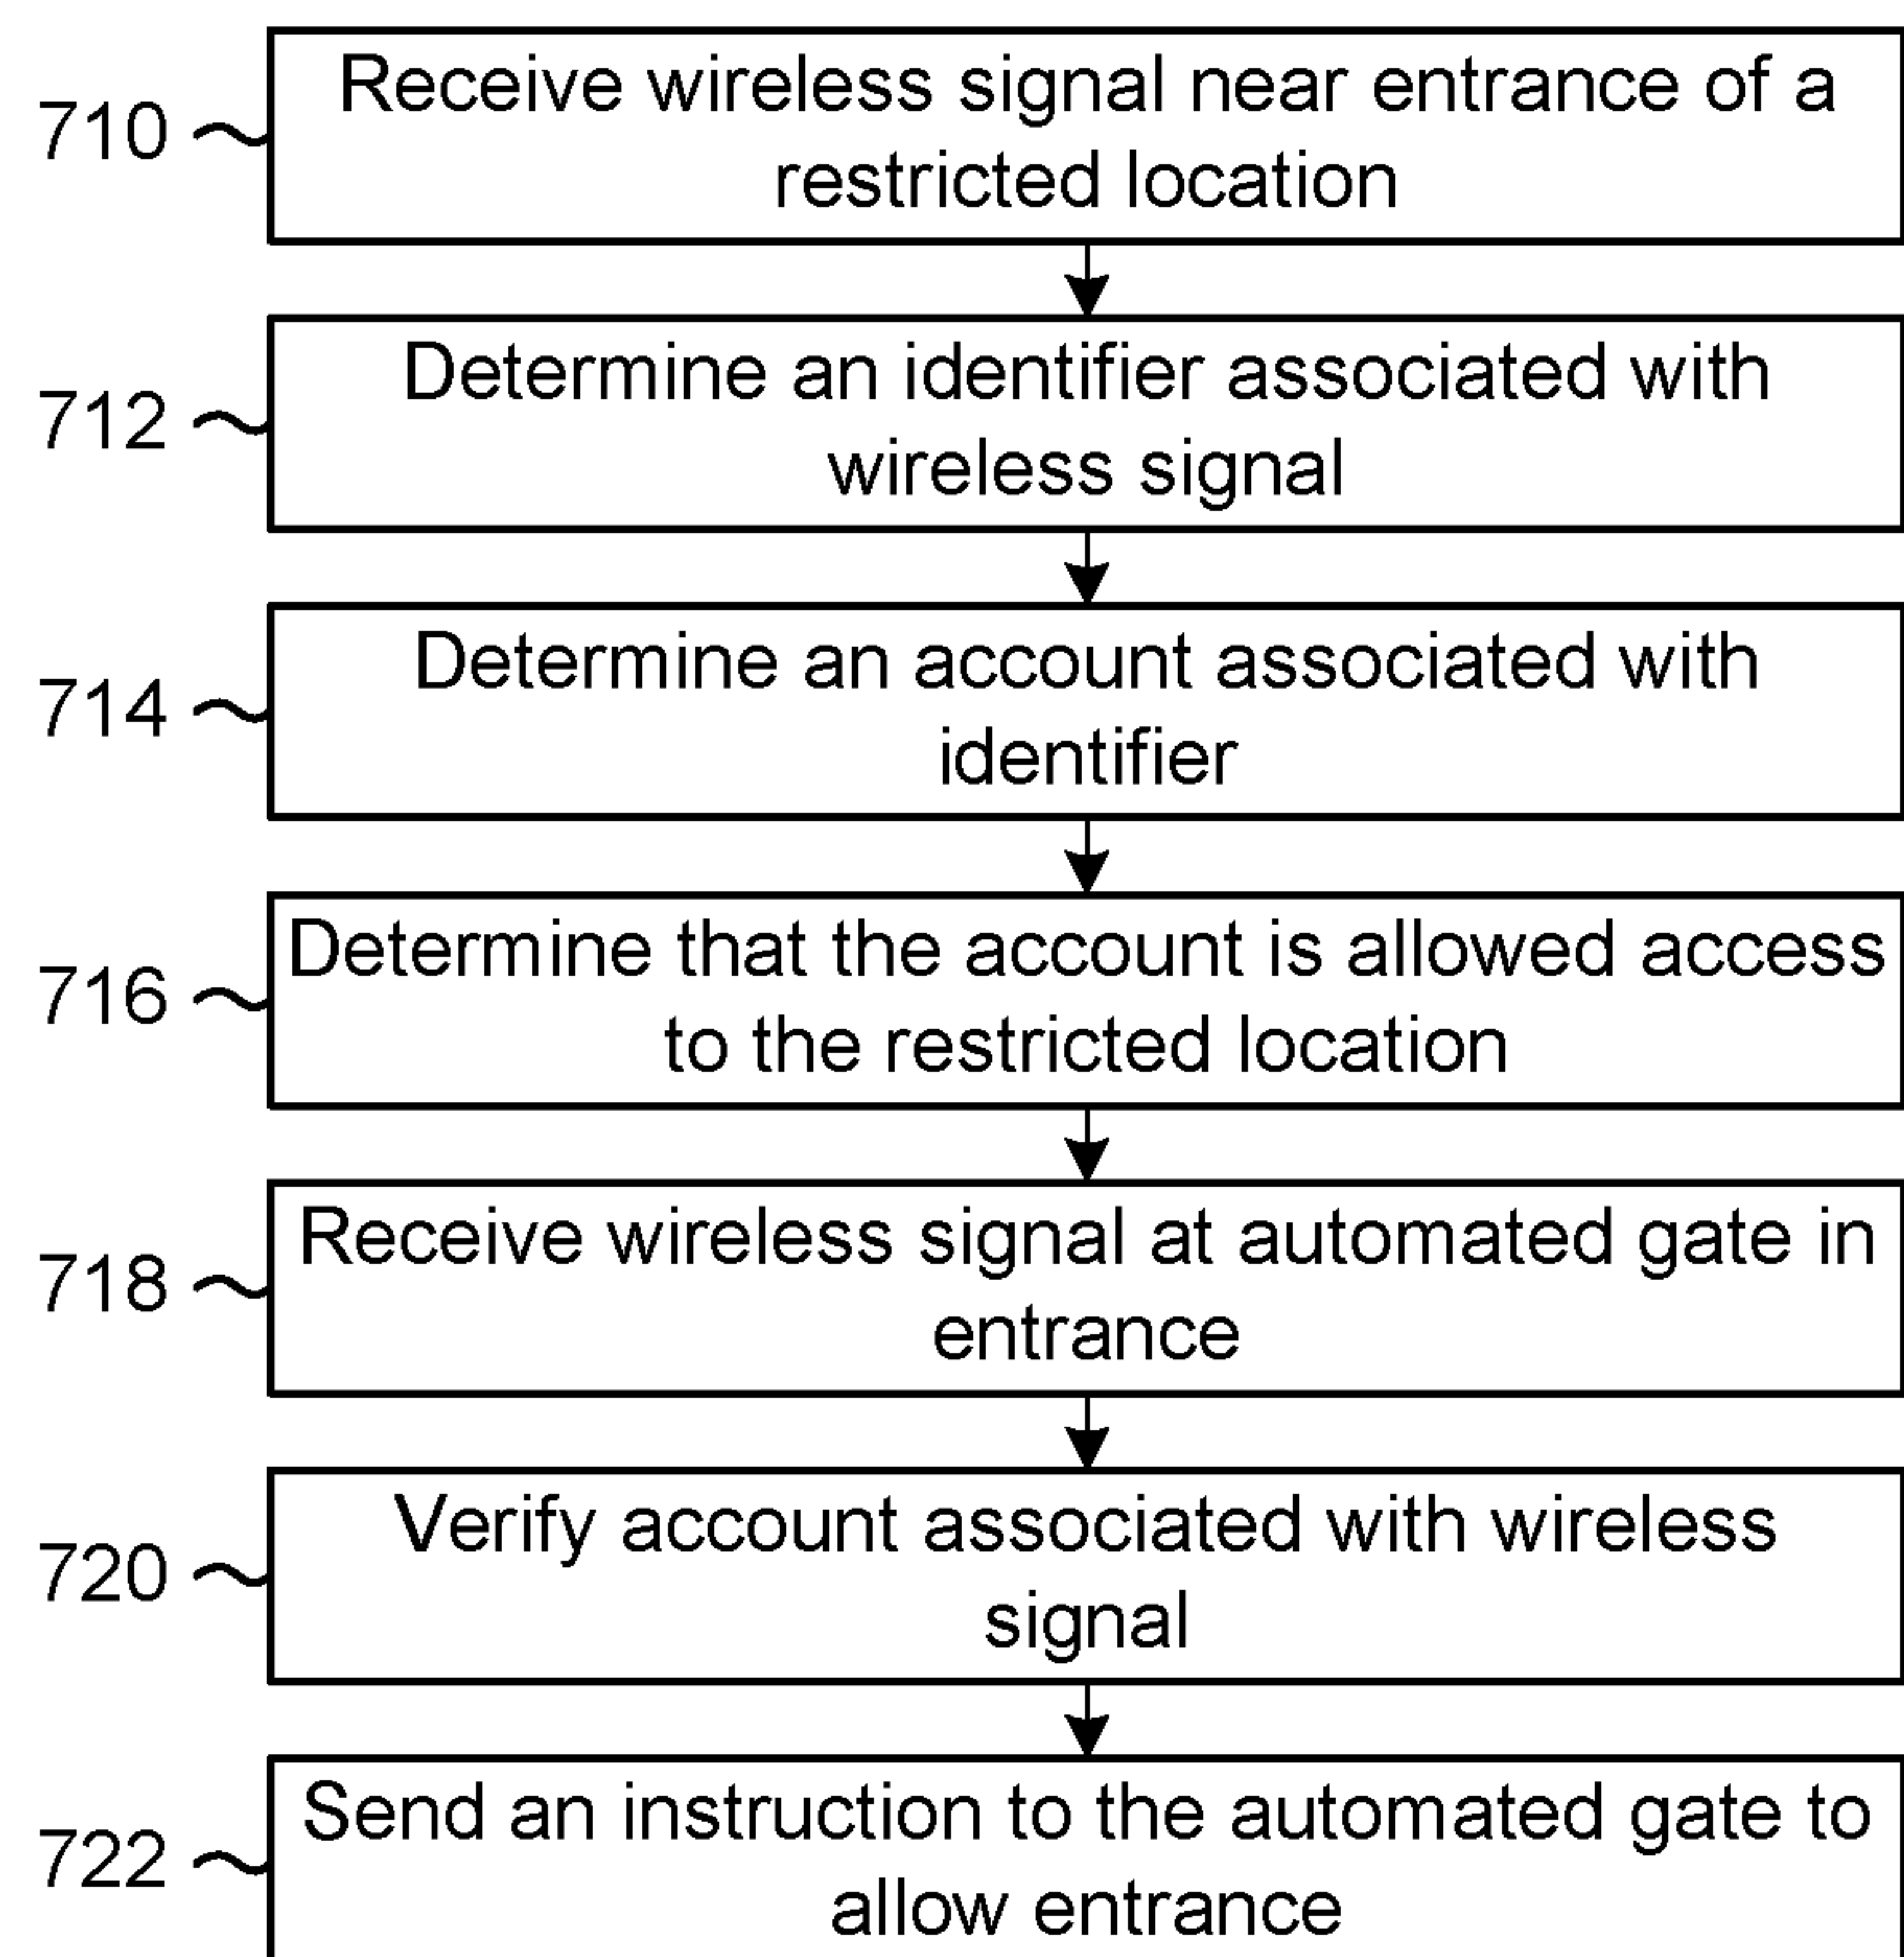 710
Receive wireless signal near entrance of a
restricted location
712
Determine an identifier associated with
wireless signal
714
Determine an account associated with
identifier
716
Determine that the account is allowed access
to the restricted location
718
Receive wireless signal at automated gate in
entrance
720
Verify account associated with wireless
signal
722
Send an instruction to the automated gate to
allow entrance